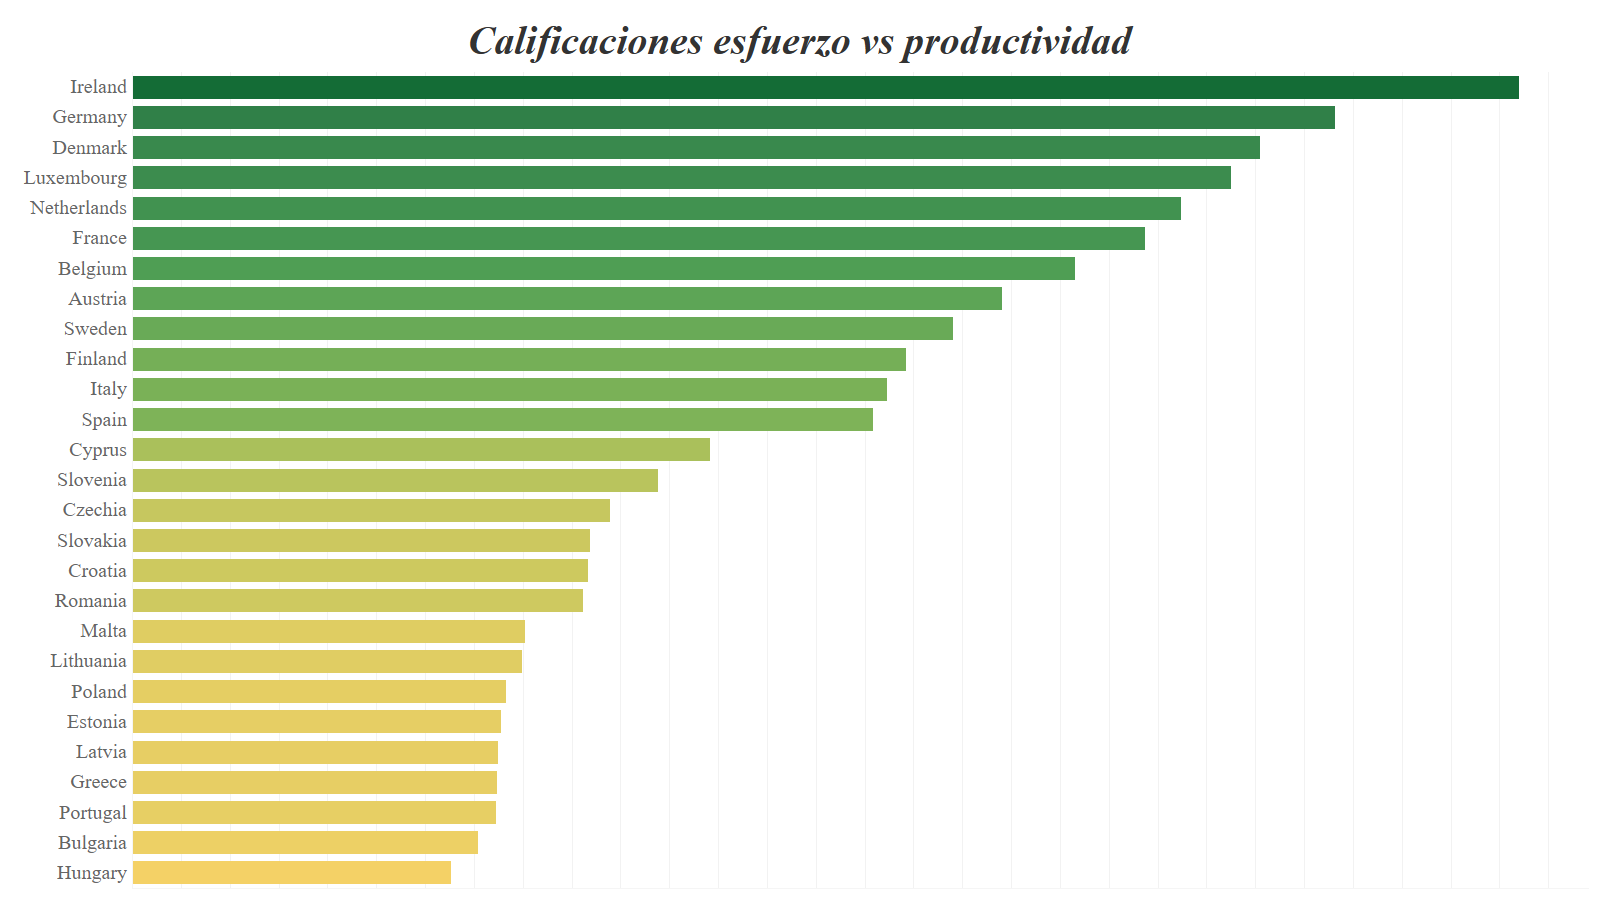 Calificaciones esfuerzo vs productividad
Ireland
Germany
Denmark
Luxembourg
Netherlands
France
Belgium
Austria
Sweden
Finland
Italy
Spain
Cyprus
Slovenia
Czechia
Slovakia
Croatia
Romania
Malta
Lithuania
Poland
Estonia
Latvia
Greece
Portugal
Bulgaria
Hungary